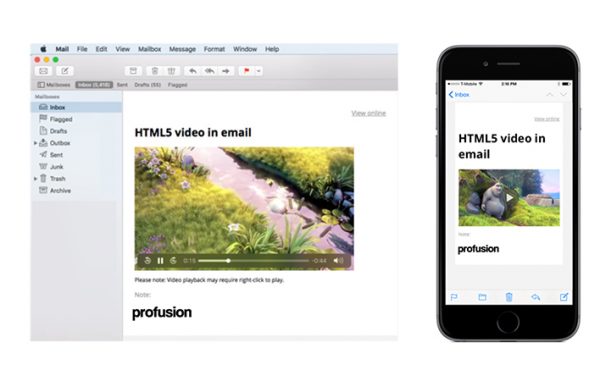 Mail File Edit View Mailbox Message Format Window Help
Mailboxes Inbox (5,418) Sent Drafts (55) Flagged
Mailboxes
Inbox
Flagged
Drafts
Outbox
Sent
Junk
Trash
Archive
View online
HTML5 video in email
0:15
-0:44
Please note: Video playback may require right-click to play.
Note:
profusion
T-Mobile 2:16 PM
Inbox
View online
HTML5 video in
email
Note:
profusion